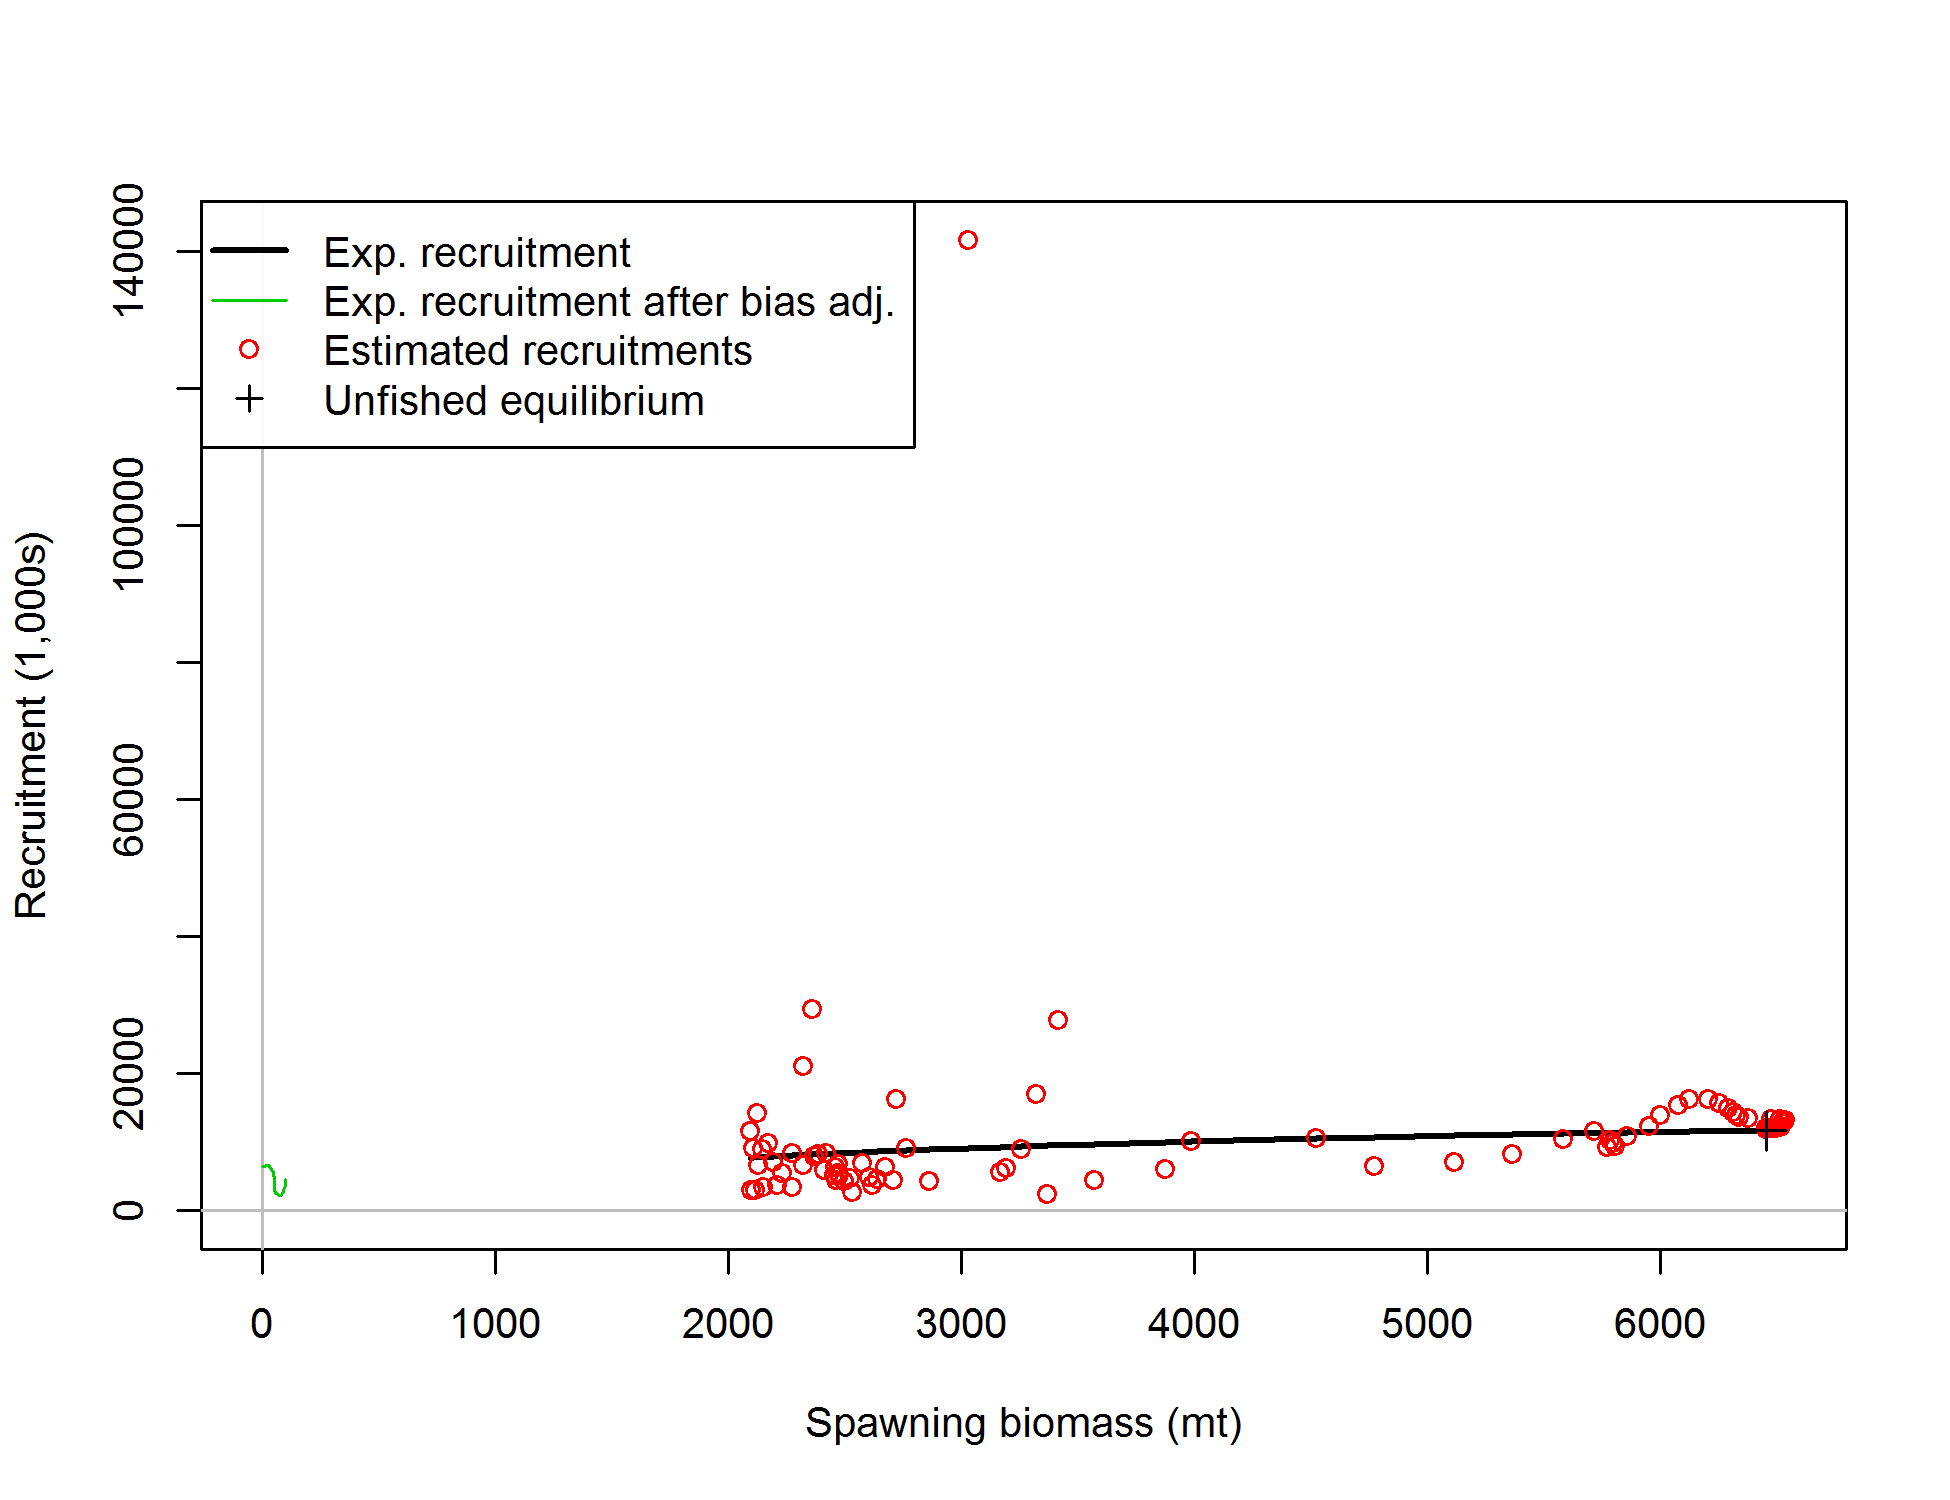 Exp. recruitment
Exp. recruitment after bias adj.
Estimated recruitments
Unfished equilibrium
140000
100000
60000
20000
0
Recruitment (1,000s)
0 1000 2000 3000 4000 5000 6000
Spawning biomass (mt)